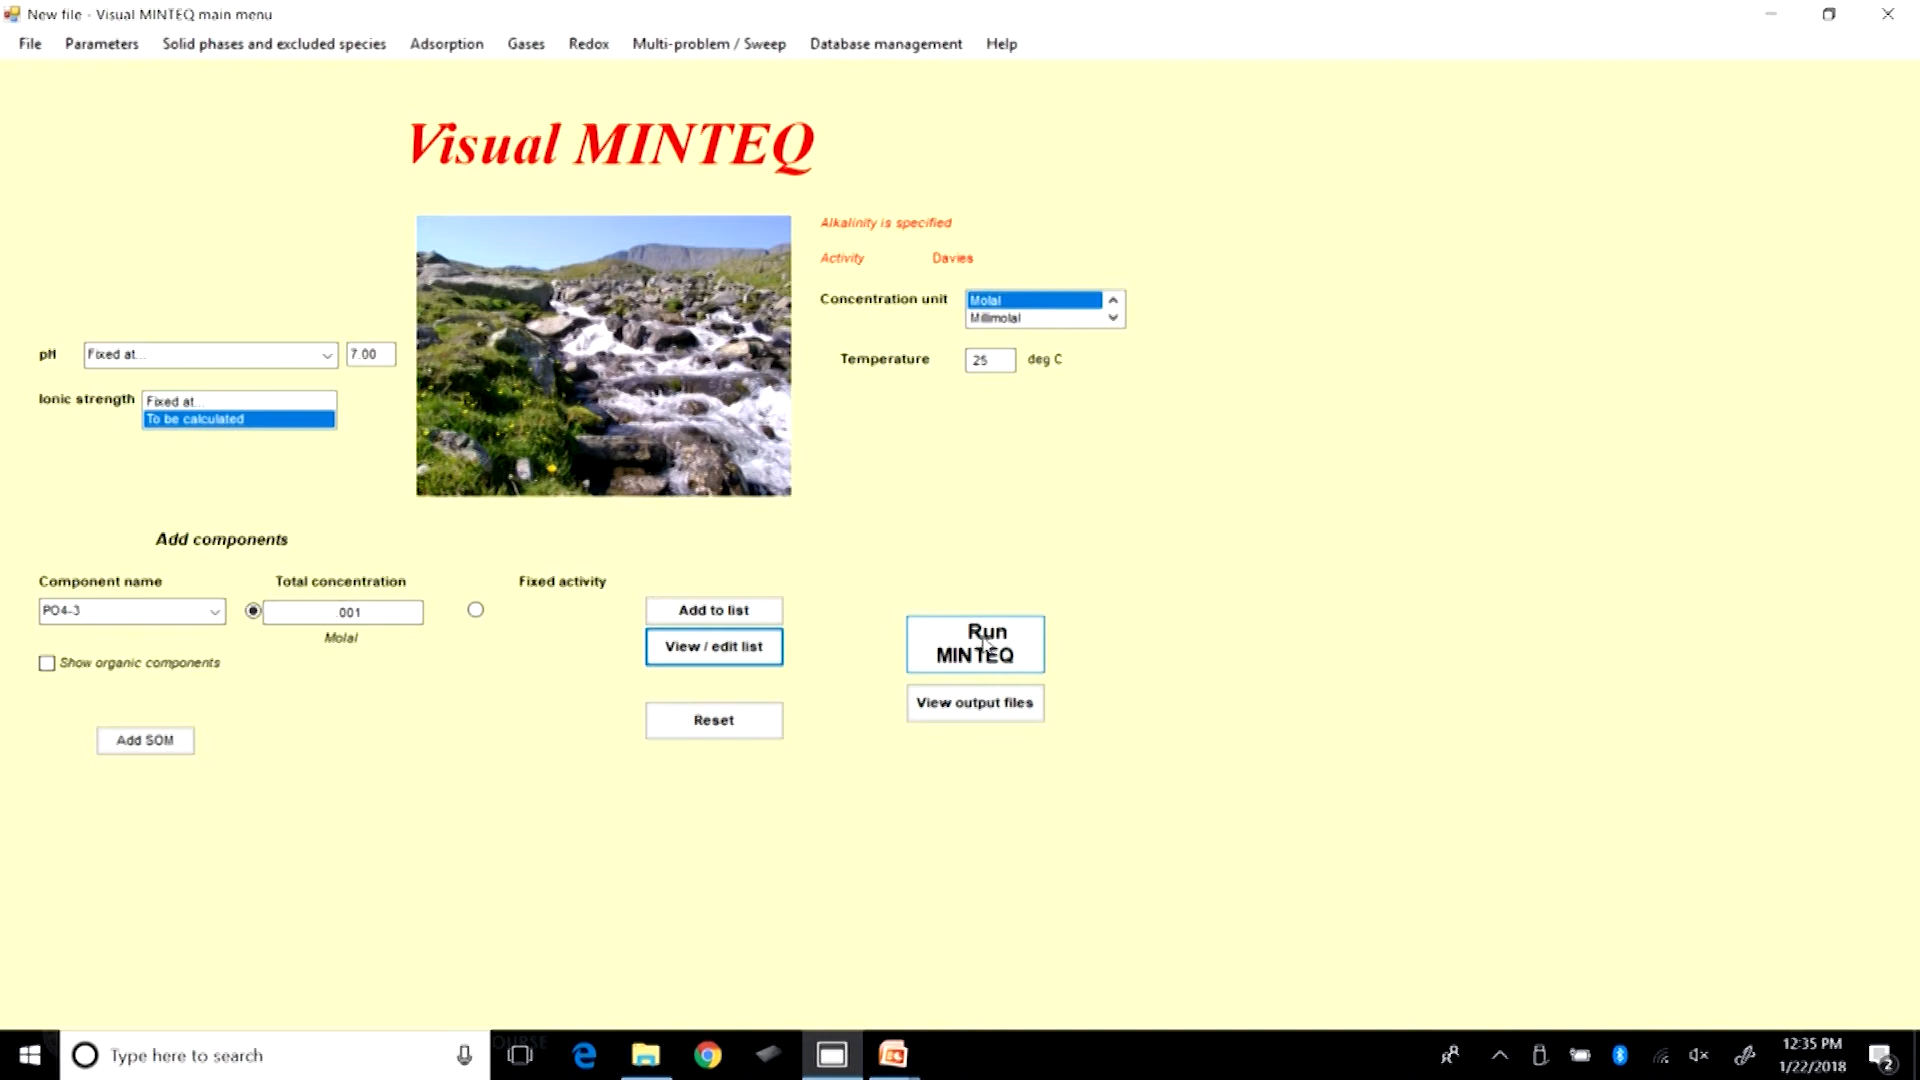 New file - Visual MINTEQ main menu
File Parameters Solid phases and excluded species Adsorption Gases Redox Multi-problem / Sweep Database management Help
Visual MINTEQ
Alkalinity is specified
Activity Davies
Concentration unit Molal
Millimolal
pH Fixed at... 7.00
Temperature 25 deg C
Ionic strength Fixed at...
To be calculated
Add components
Component name Total concentration Fixed activity
PO4-3 .001 Add to list
Molal
View / edit list
Run
MINTEQ
Show organic components
View output files
Reset
Add SOM
Type here to search
12:35 PM
1/22/2018
2